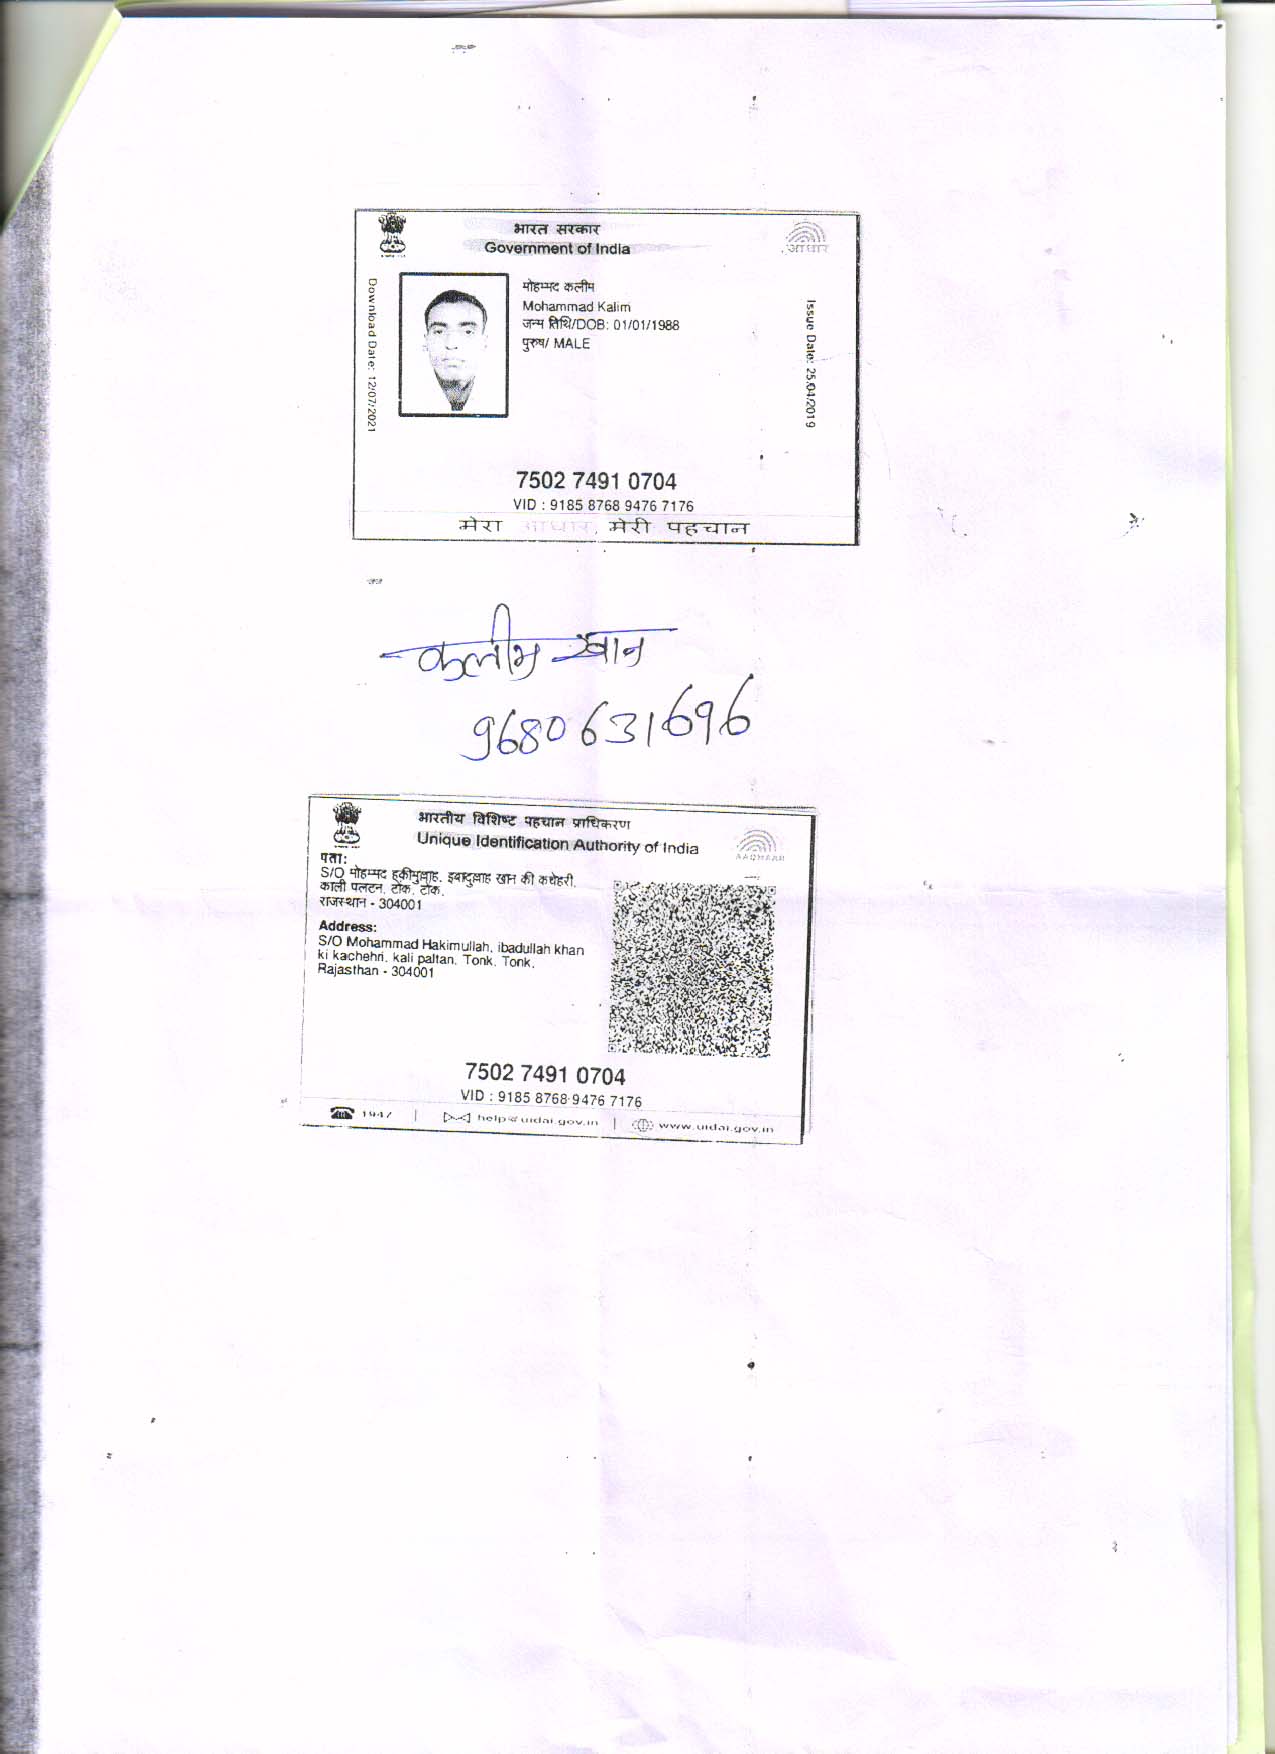 भारत सरकार
Government of India
आधार
Download Date: 12/07/2021
मोहम्मद कलीम
Mohammad Kalim
जन्म तिथि/DOB: 01/01/1988
पुरुष/ MALE
Issue Date: 25/04/2019
7502 7491 0704
VID : 9185 8768 9476 7176
मेरा आधार, मेरी पहचान
कलीम खान
9680631696
भारतीय विशिष्ट पहचान प्राधिकरण
Unique Identification Authority of India
AADHAAR
पता:
S/O मोहम्मद हकीमुल्लाह, इबादुल्लाह खान की कचेहरी,
काली पलटन, टोंक, टोंक,
राजस्थान - 304001
Address:
S/O Mohammad Hakimullah, ibadullah khan
ki kachehri, kali paltan, Tonk, Tonk,
Rajasthan - 304001
7502 7491 0704
VID : 9185 8768 9476 7176
1947 | help@uidai.gov.in | www.uidai.gov.in